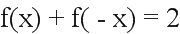 f(x) + f( - x) = 2